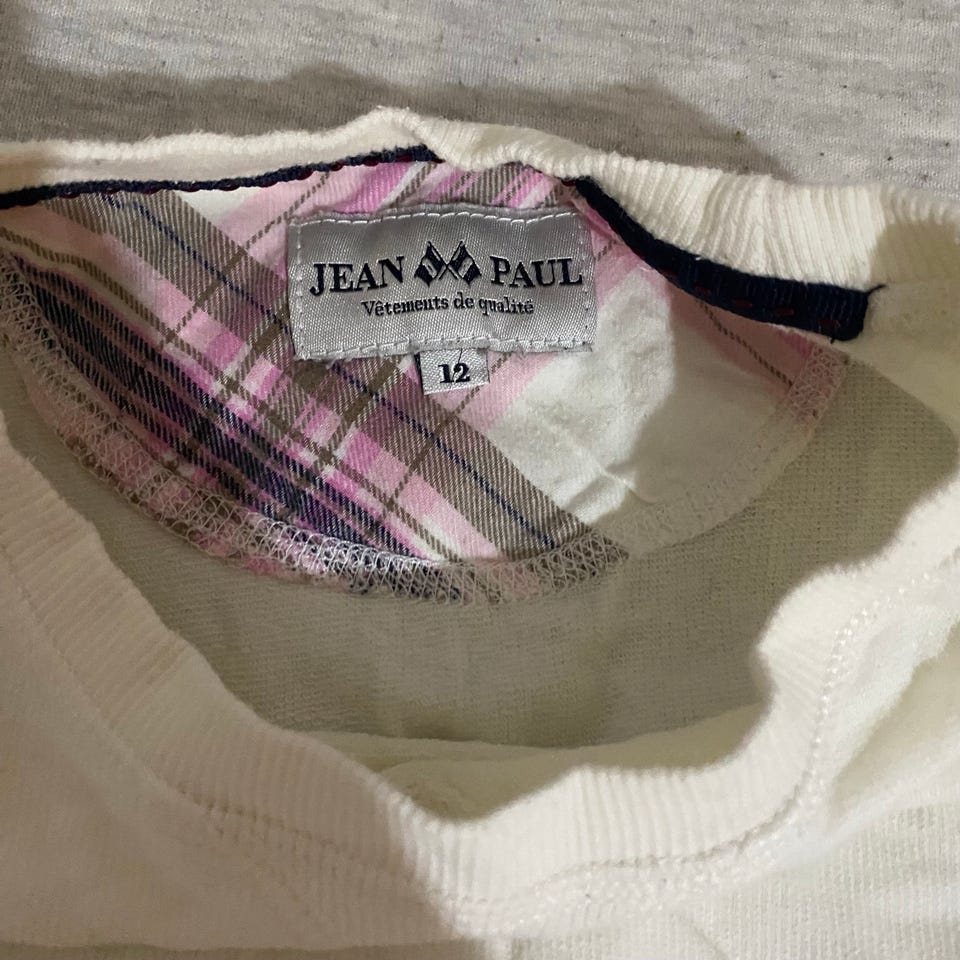 JEAN PAUL
Vêtements de qualité
12